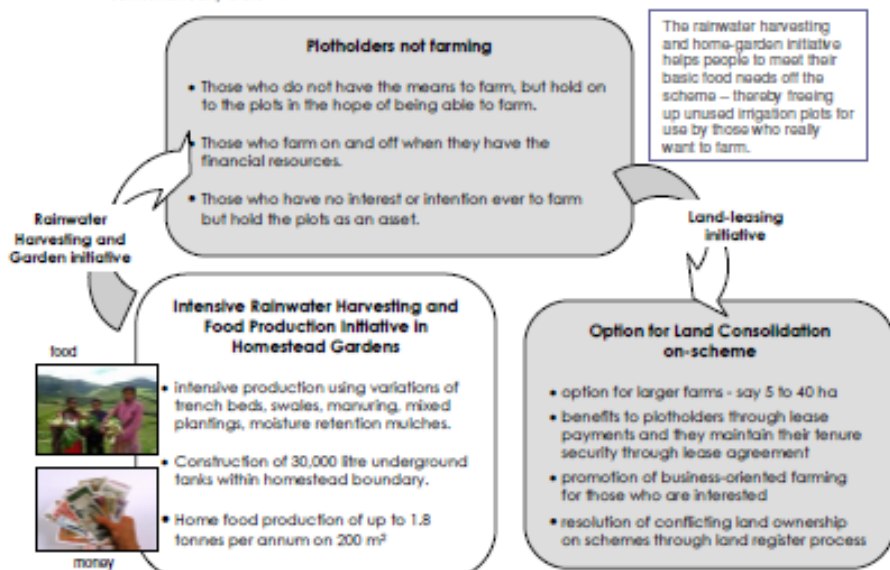 Plotholders not farming
• Those who do not have the means to farm, but hold on
to the plots in the hope of being able to farm.
• Those who farm on and off when they have the
financial resources.
• Those who have no interest or intention ever to farm
but hold the plots as an asset.
The rainwater harvesting
and home-garden initiative
helps people to meet their
basic food needs off the
scheme – thereby freeing
up unused irrigation plots for
use by those who really
want to farm.
Rainwater
Harvesting and
Garden initiative
Land-leasing
initiative
food
money
Intensive Rainwater Harvesting and
Food Production Initiative in
Homestead Gardens
• intensive production using variations of
trench beds, swales, manuring, mixed
plantings, moisture retention mulches.
• Construction of 30,000 litre underground
tanks within homestead boundary.
• Home food production of up to 1.8
tonnes per annum on 200 m²
Option for Land Consolidation
on-scheme
• option for larger farms - say 5 to 40 ha
• benefits to plotholders through lease
payments and they maintain their tenure
security through lease agreement
• promotion of business-oriented farming
for those who are interested
• resolution of conflicting land ownership
on schemes through land register process